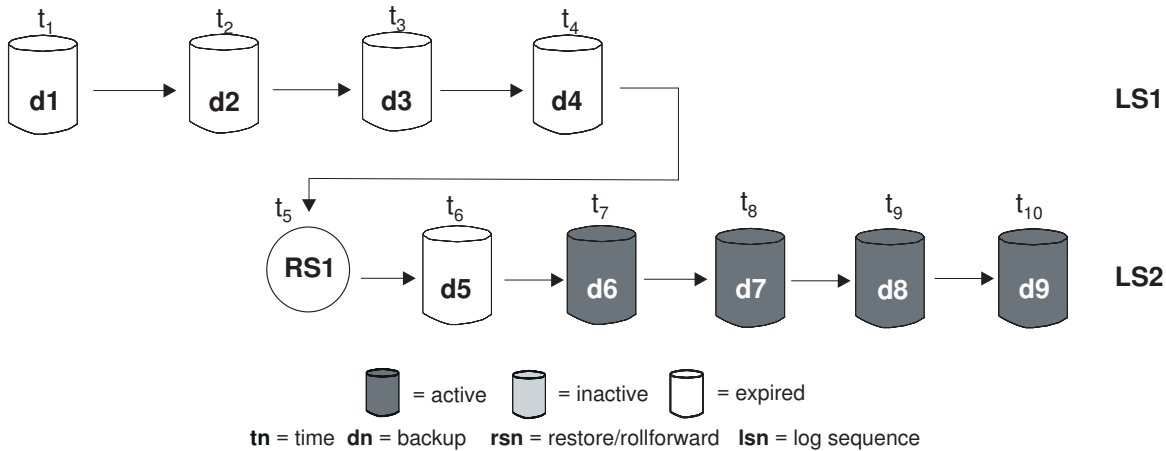 t1 t2 t3 t4
d1 d2 d3 d4 LS1
t5 t6 t7 t8 t9 t10
RS1 d5 d6 d7 d8 d9 LS2
= active = inactive = expired
tn = time dn = backup rsn = restore/rollforward lsn = log sequence